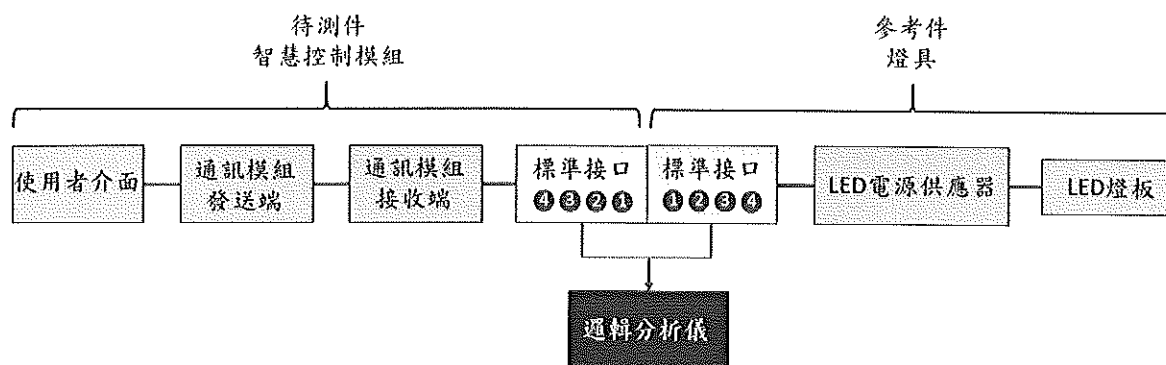 待測件
智慧控制模組
參考件
燈具
使用者介面
通訊模組
發送端
通訊模組
接收端
標準接口
❹❸❷❶
標準接口
❶❷❸❹
LED電源供應器
LED燈板
邏輯分析儀